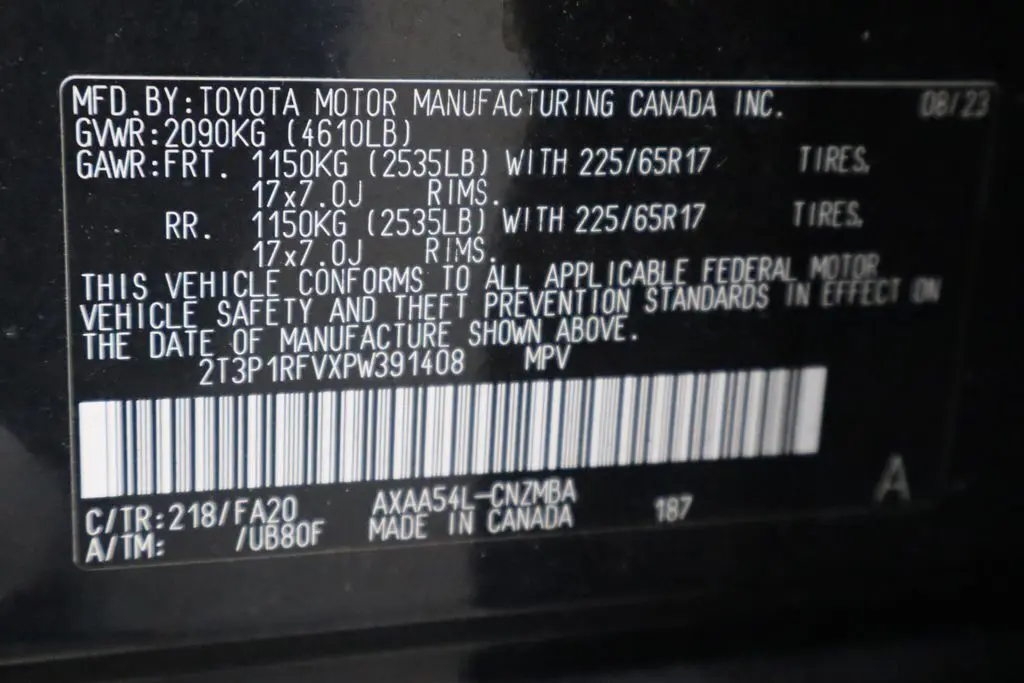 MFD.BY:TOYOTA MOTOR MANUFACTURING CANADA INC. 08/23
GVWR:2090KG (4610LB)
GAWR:FRT. 1150KG (2535LB) WITH 225/65R17 TIRES.
17x7.0J RIMS.
RR. 1150KG (2535LB) WITH 225/65R17 TIRES.
17x7.0J RIMS.
THIS VEHICLE CONFORMS TO ALL APPLICABLE FEDERAL MOTOR
VEHICLE SAFETY AND THEFT PREVENTION STANDARDS IN EFFECT ON
THE DATE OF MANUFACTURE SHOWN ABOVE.
2T3P1RFVXPW391408 MPV
C/TR:218/FA20 AXAA54L-CNZMBA 187 A
A/TM: /UB80F MADE IN CANADA